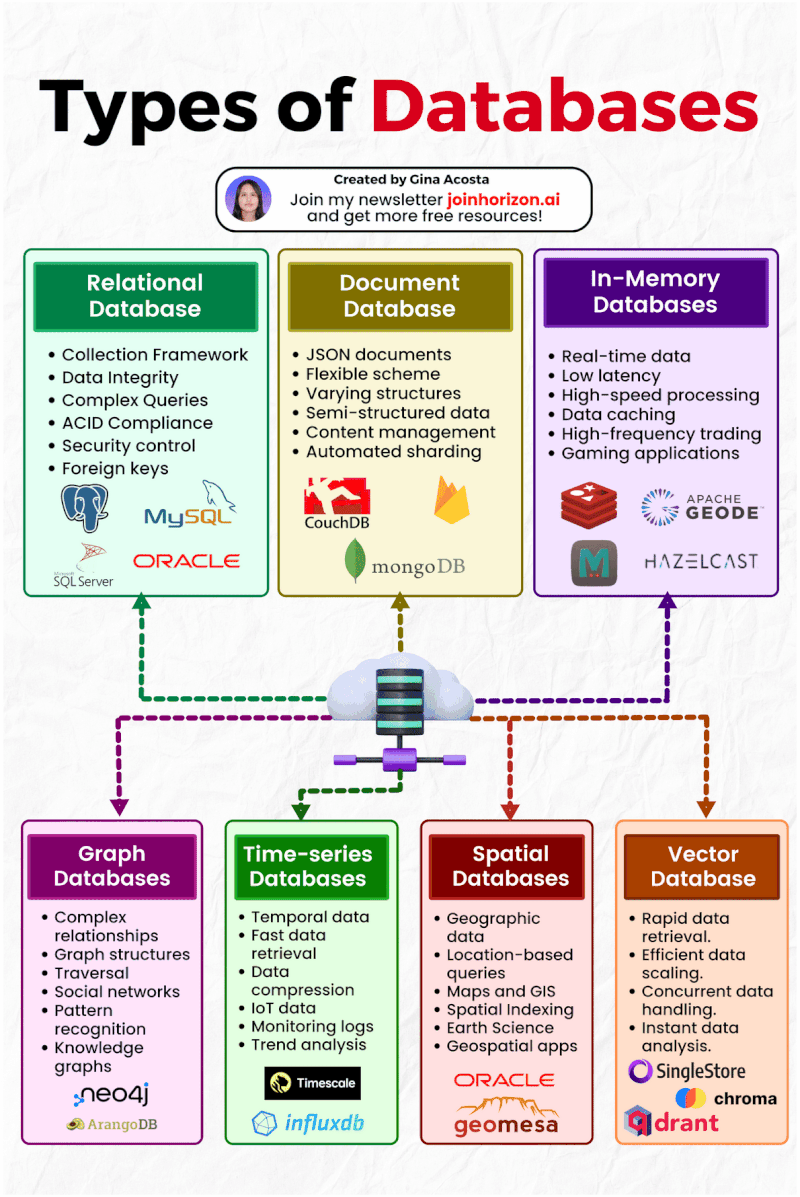 Types of Databases
Created by Gina Acosta
Join my newsletter joinhorizon.ai
and get more free resources!
Relational
Database
• Collection Framework
• Data Integrity
• Complex Queries
• ACID Compliance
• Security control
• Foreign keys
MySQL
Microsoft
SQL Server
ORACLE
Document
Database
• JSON documents
• Flexible scheme
• Varying structures
• Semi-structured data
• Content management
• Automated sharding
CouchDB
mongoDB
In-Memory
Databases
• Real-time data
• Low latency
• High-speed processing
• Data caching
• High-frequency trading
• Gaming applications
APACHE
GEODE™
M
HAZELCAST
Graph
Databases
• Complex
relationships
• Graph structures
• Traversal
• Social networks
• Pattern
recognition
• Knowledge
graphs
neo4j
ArangoDB
Time-series
Databases
• Temporal data
• Fast data
retrieval
• Data
compression
• IoT data
• Monitoring logs
• Trend analysis
Timescale
influxdb
Spatial
Databases
• Geographic
data
• Location-based
queries
• Maps and GIS
• Spatial Indexing
• Earth Science
• Geospatial apps
ORACLE
geomesa
Vector
Database
• Rapid data
retrieval.
• Efficient data
scaling.
• Concurrent data
handling.
• Instant data
analysis.
SingleStore
chroma
qdrant